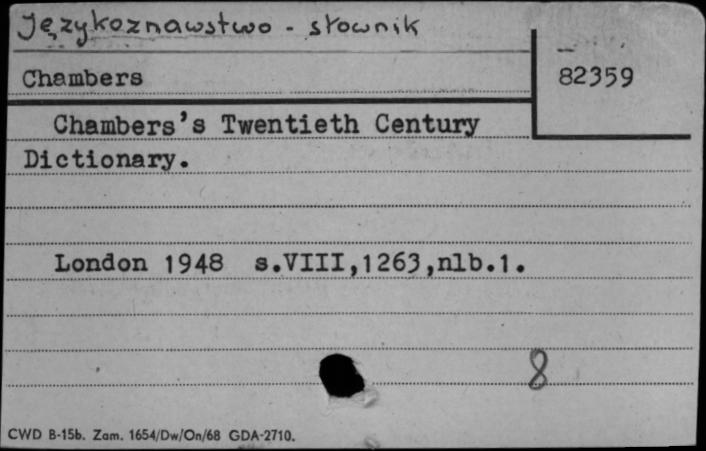 Językoznawstwo - słownik
Chambers
82359
Chambers's Twentieth Century
Dictionary.
London 1948 s.VIII,1263,nlb.1.
8
CWD B-15b. Zam. 1654/Dw/On/68 GDA-2710.